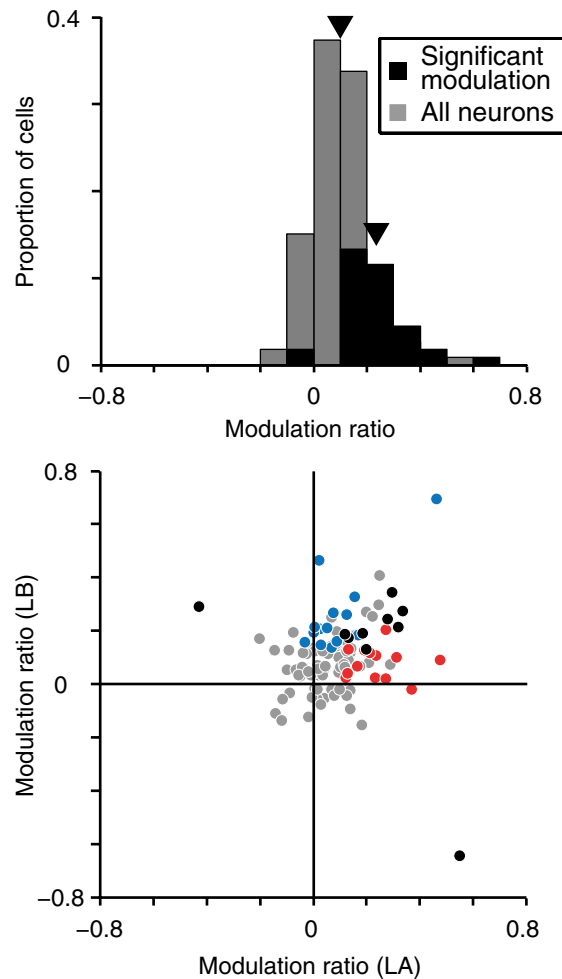 0.4
Significant
modulation
All neurons
Proportion of cells
0
−0.8
0
0.8
Modulation ratio
0.8
Modulation ratio (LB)
0
−0.8
−0.8
0
0.8
Modulation ratio (LA)